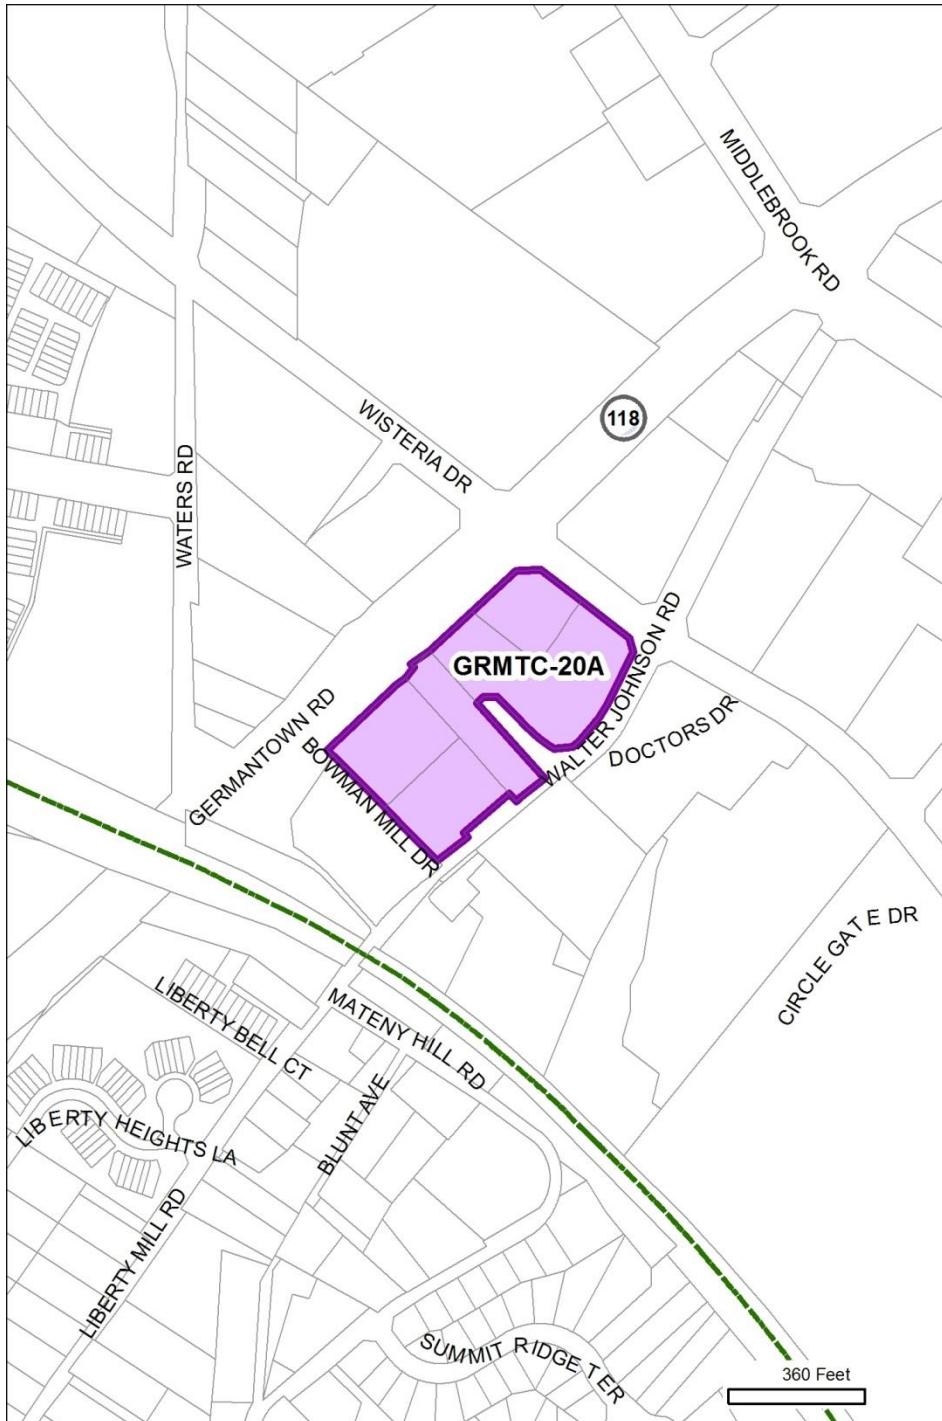 MIDDLEBROOK RD
WISTERIA DR
118
WATERS RD
GRMTC-20A
WALTER JOHNSON RD
DOCTORS DR
GERMANTOWN RD
BOWMAN MILL DR
CIRCLE GATE DR
LIBERTY BELL CT
MATENY HILL RD
BLUNT AVE
LIBERTY HEIGHTS LA
LIBERTY MILL RD
SUMMIT RIDGE TER
360 Feet